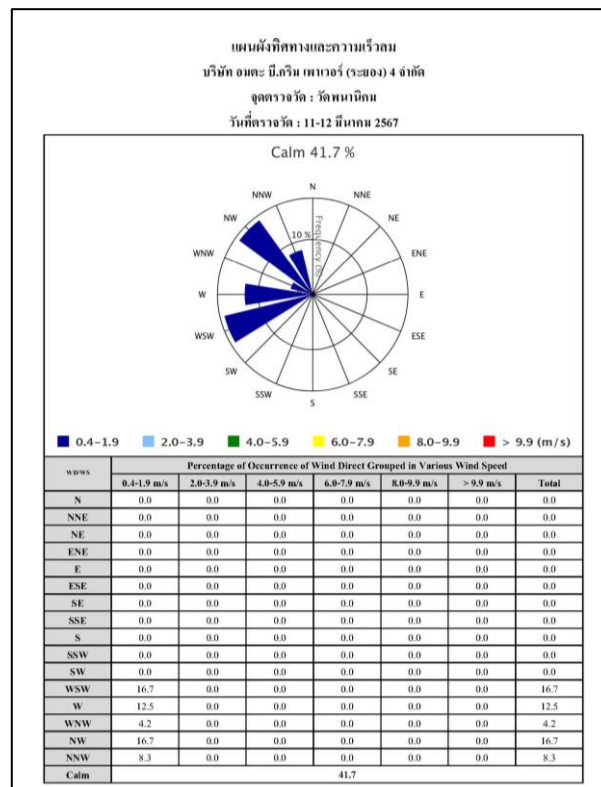 แผนผังทิศทางและความเร็วลม
บริษัท อมตะ บี.กริม เพาเวอร์ (ระยอง) 4 จำกัด
จุดตรวจวัด : วัดพนานิคม
วันที่ตรวจวัด : 11-12 มีนาคม 2567
Calm 41.7 %
N
NNW NNE
NW NE
10 %
Frequency (%)
WNW ENE
W E
WSW ESE
SW SE
SSW SSE
S
0.4-1.9 2.0-3.9 4.0-5.9 6.0-7.9 8.0-9.9 > 9.9 (m/s)
WD/WS Percentage of Occurrence of Wind Direct Grouped in Various Wind Speed
0.4-1.9 m/s 2.0-3.9 m/s 4.0-5.9 m/s 6.0-7.9 m/s 8.0-9.9 m/s > 9.9 m/s Total
N 0.0 0.0 0.0 0.0 0.0 0.0 0.0
NNE 0.0 0.0 0.0 0.0 0.0 0.0 0.0
NE 0.0 0.0 0.0 0.0 0.0 0.0 0.0
ENE 0.0 0.0 0.0 0.0 0.0 0.0 0.0
E 0.0 0.0 0.0 0.0 0.0 0.0 0.0
ESE 0.0 0.0 0.0 0.0 0.0 0.0 0.0
SE 0.0 0.0 0.0 0.0 0.0 0.0 0.0
SSE 0.0 0.0 0.0 0.0 0.0 0.0 0.0
S 0.0 0.0 0.0 0.0 0.0 0.0 0.0
SSW 0.0 0.0 0.0 0.0 0.0 0.0 0.0
SW 0.0 0.0 0.0 0.0 0.0 0.0 0.0
WSW 16.7 0.0 0.0 0.0 0.0 0.0 16.7
W 12.5 0.0 0.0 0.0 0.0 0.0 12.5
WNW 4.2 0.0 0.0 0.0 0.0 0.0 4.2
NW 16.7 0.0 0.0 0.0 0.0 0.0 16.7
NNW 8.3 0.0 0.0 0.0 0.0 0.0 8.3
Calm 41.7